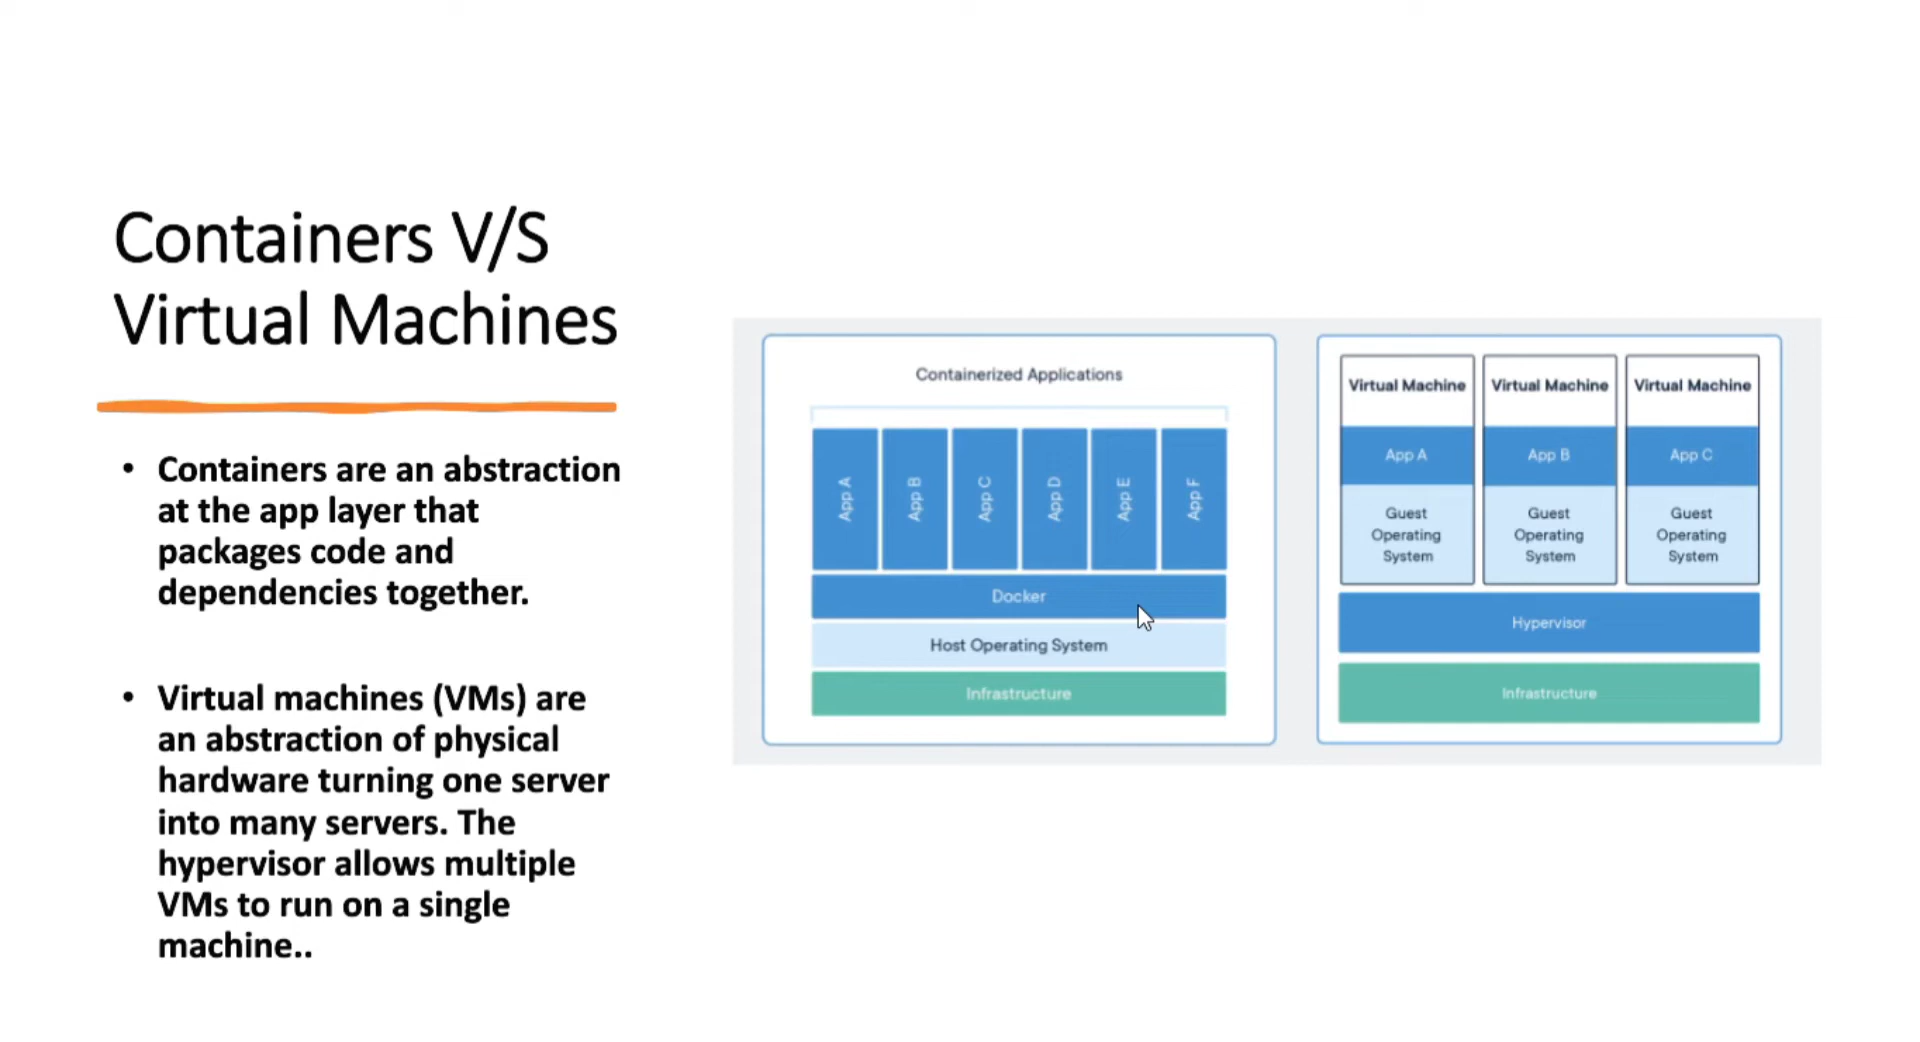 Containers V/S
Virtual Machines
• Containers are an abstraction
at the app layer that
packages code and
dependencies together.
• Virtual machines (VMs) are
an abstraction of physical
hardware turning one server
into many servers. The
hypervisor allows multiple
VMs to run on a single
machine..
Containerized Applications
App A
App B
App C
App D
App E
App F
Docker
Host Operating System
Infrastructure
Virtual Machine
App A
Guest
Operating
System
Virtual Machine
App B
Guest
Operating
System
Virtual Machine
App C
Guest
Operating
System
Hypervisor
Infrastructure